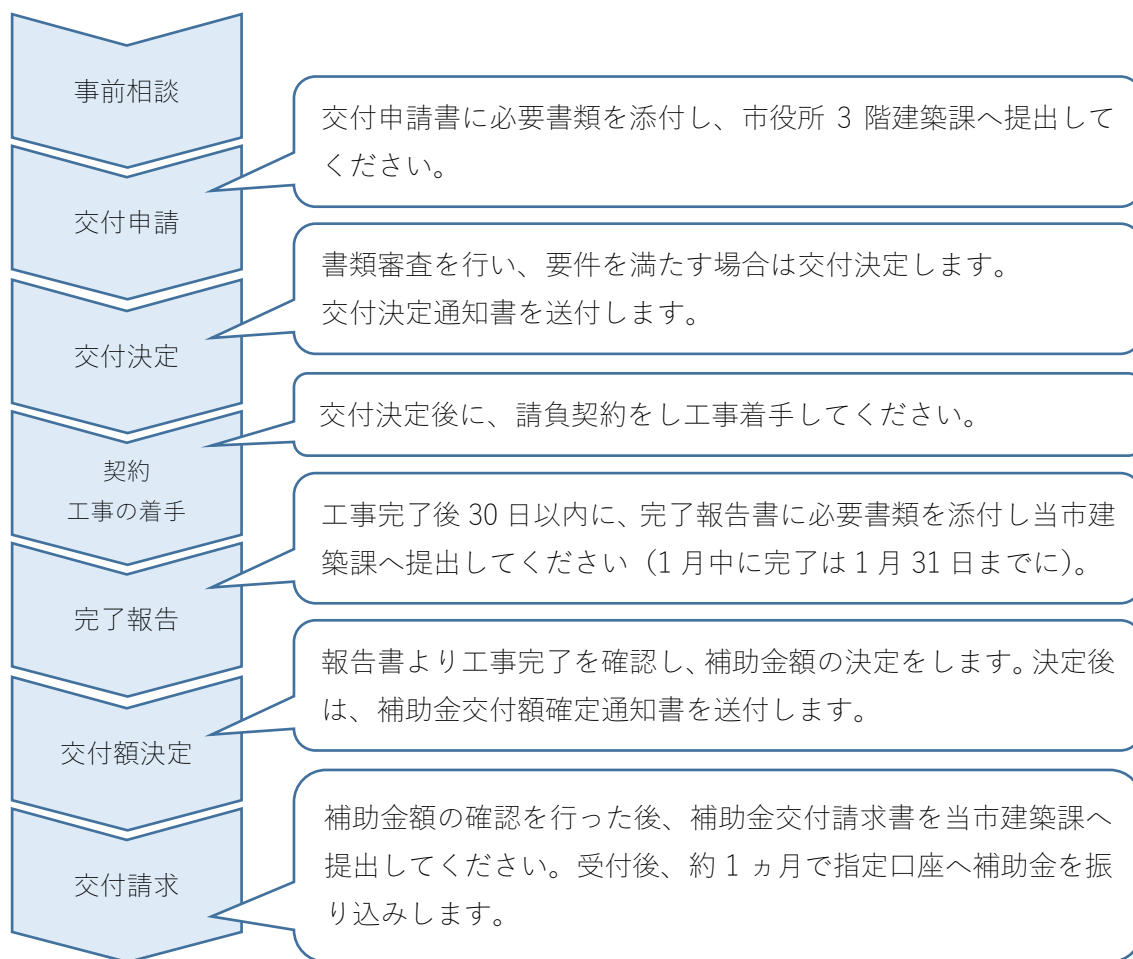 事前相談
交付申請書に必要書類を添付し、市役所 3 階建築課へ提出して
ください。
交付申請
書類審査を行い、要件を満たす場合は交付決定します。
交付決定通知書を送付します。
交付決定
交付決定後に、請負契約をし工事着手してください。
契約
工事の着手
工事完了後 30 日以内に、完了報告書に必要書類を添付し当市建
築課へ提出してください（1 月中に完了は 1 月 31 日までに）。
完了報告
報告書より工事完了を確認し、補助金額の決定をします。決定後
は、補助金交付額確定通知書を送付します。
交付額決定
補助金額の確認を行った後、補助金交付請求書を当市建築課へ
提出してください。受付後、約 1 ヵ月で指定口座へ補助金を振
り込みします。
交付請求